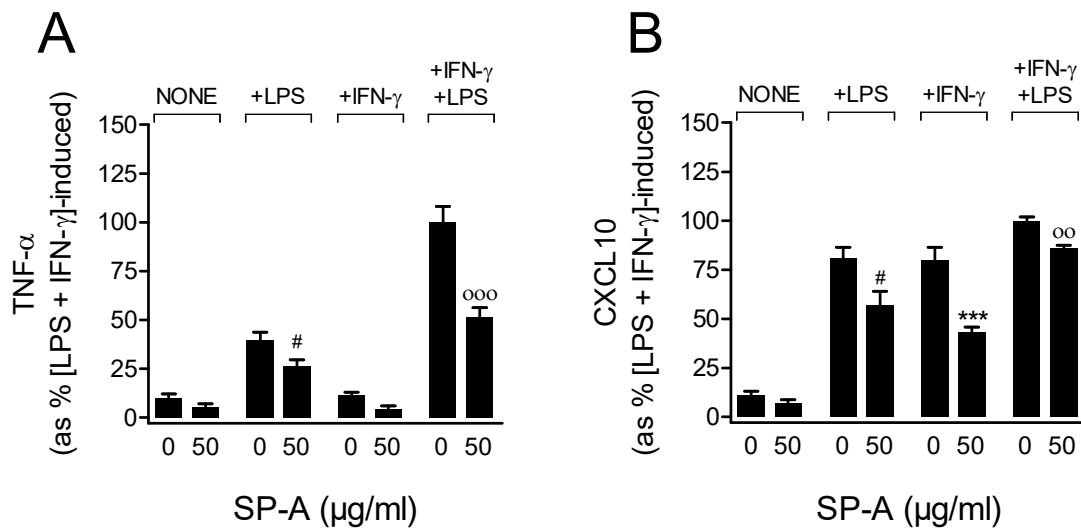 A
TNF-α
(as % [LPS + IFN-γ]-induced)
NONE
+LPS
+IFN-γ
+IFN-γ
+LPS
150
125
100
75
50
25
0
#
ooo
0 50 0 50 0 50 0 50
SP-A (µg/ml)
B
CXCL10
(as % [LPS + IFN-γ]-induced)
NONE
+LPS
+IFN-γ
+IFN-γ
+LPS
150
125
100
75
50
25
0
#
***
oo
0 50 0 50 0 50 0 50
SP-A (µg/ml)